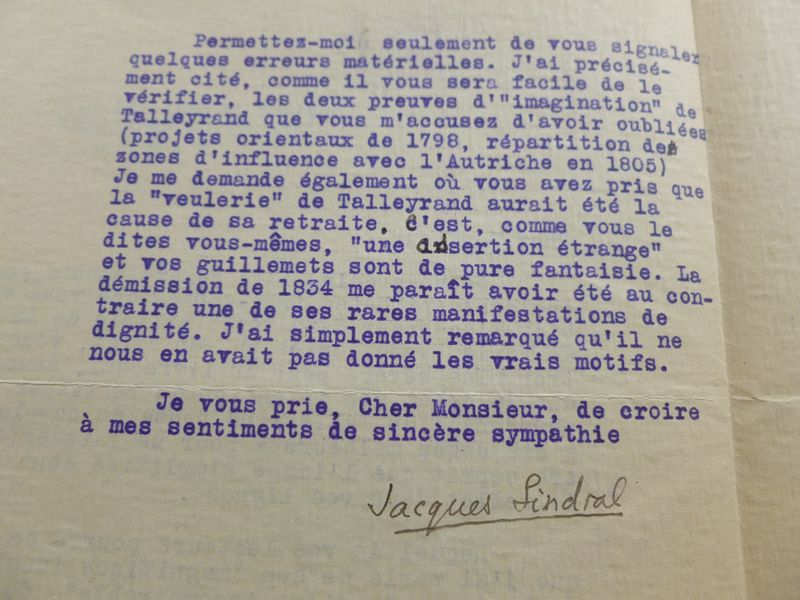 Permettez-moi seulement de vous signaler
quelques erreurs matérielles. J'ai précisé-
ment cité, comme il vous sera facile de le
vérifier, les deux preuves d'"imagination" de
Talleyrand que vous m'accusez d'avoir oubliées
(projets orientaux de 1798, répartition des
zones d'influence avec l'Autriche en 1805)
Je me demande également où vous avez pris que
la "veulerie" de Talleyrand aurait été la
cause de sa retraite. C'est, comme vous le
dites vous-mêmes, "une insertion étrange"
et vos guillemets sont de pure fantaisie. La
démission de 1834 me paraît avoir été au con-
traire une de ses rares manifestations de
dignité. J'ai simplement remarqué qu'il ne
nous en avait pas donné les vrais motifs.
Je vous prie, Cher Monsieur, de croire
à mes sentiments de sincère sympathie
Jacques Sindral